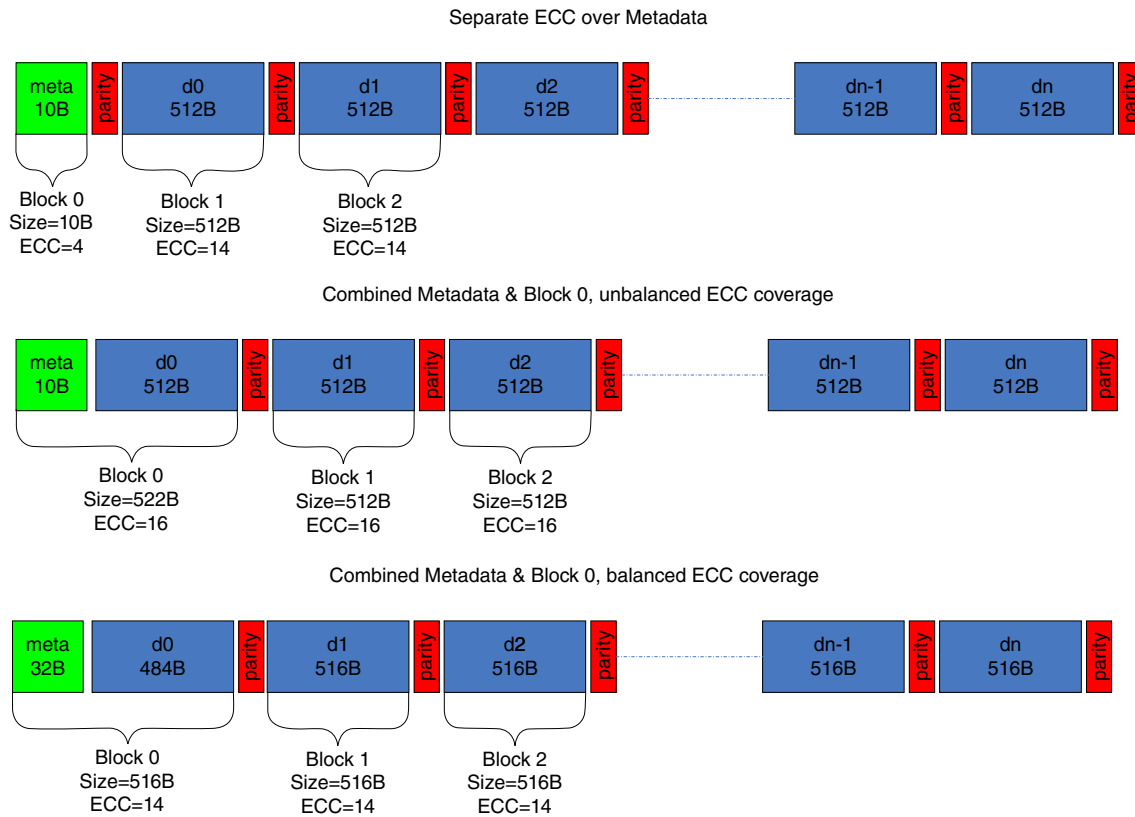 Separate ECC over Metadata
meta
10B
parity
d0
512B
parity
d1
512B
parity
d2
512B
parity
dn-1
512B
parity
dn
512B
parity
Block 0
Size=10B
ECC=4
Block 1
Size=512B
ECC=14
Block 2
Size=512B
ECC=14
Combined Metadata & Block 0, unbalanced ECC coverage
meta
10B
d0
512B
parity
d1
512B
parity
d2
512B
parity
dn-1
512B
parity
dn
512B
parity
Block 0
Size=522B
ECC=16
Block 1
Size=512B
ECC=16
Block 2
Size=512B
ECC=16
Combined Metadata & Block 0, balanced ECC coverage
meta
32B
d0
484B
parity
d1
516B
parity
d2
516B
parity
dn-1
516B
parity
dn
516B
parity
Block 0
Size=516B
ECC=14
Block 1
Size=516B
ECC=14
Block 2
Size=516B
ECC=14